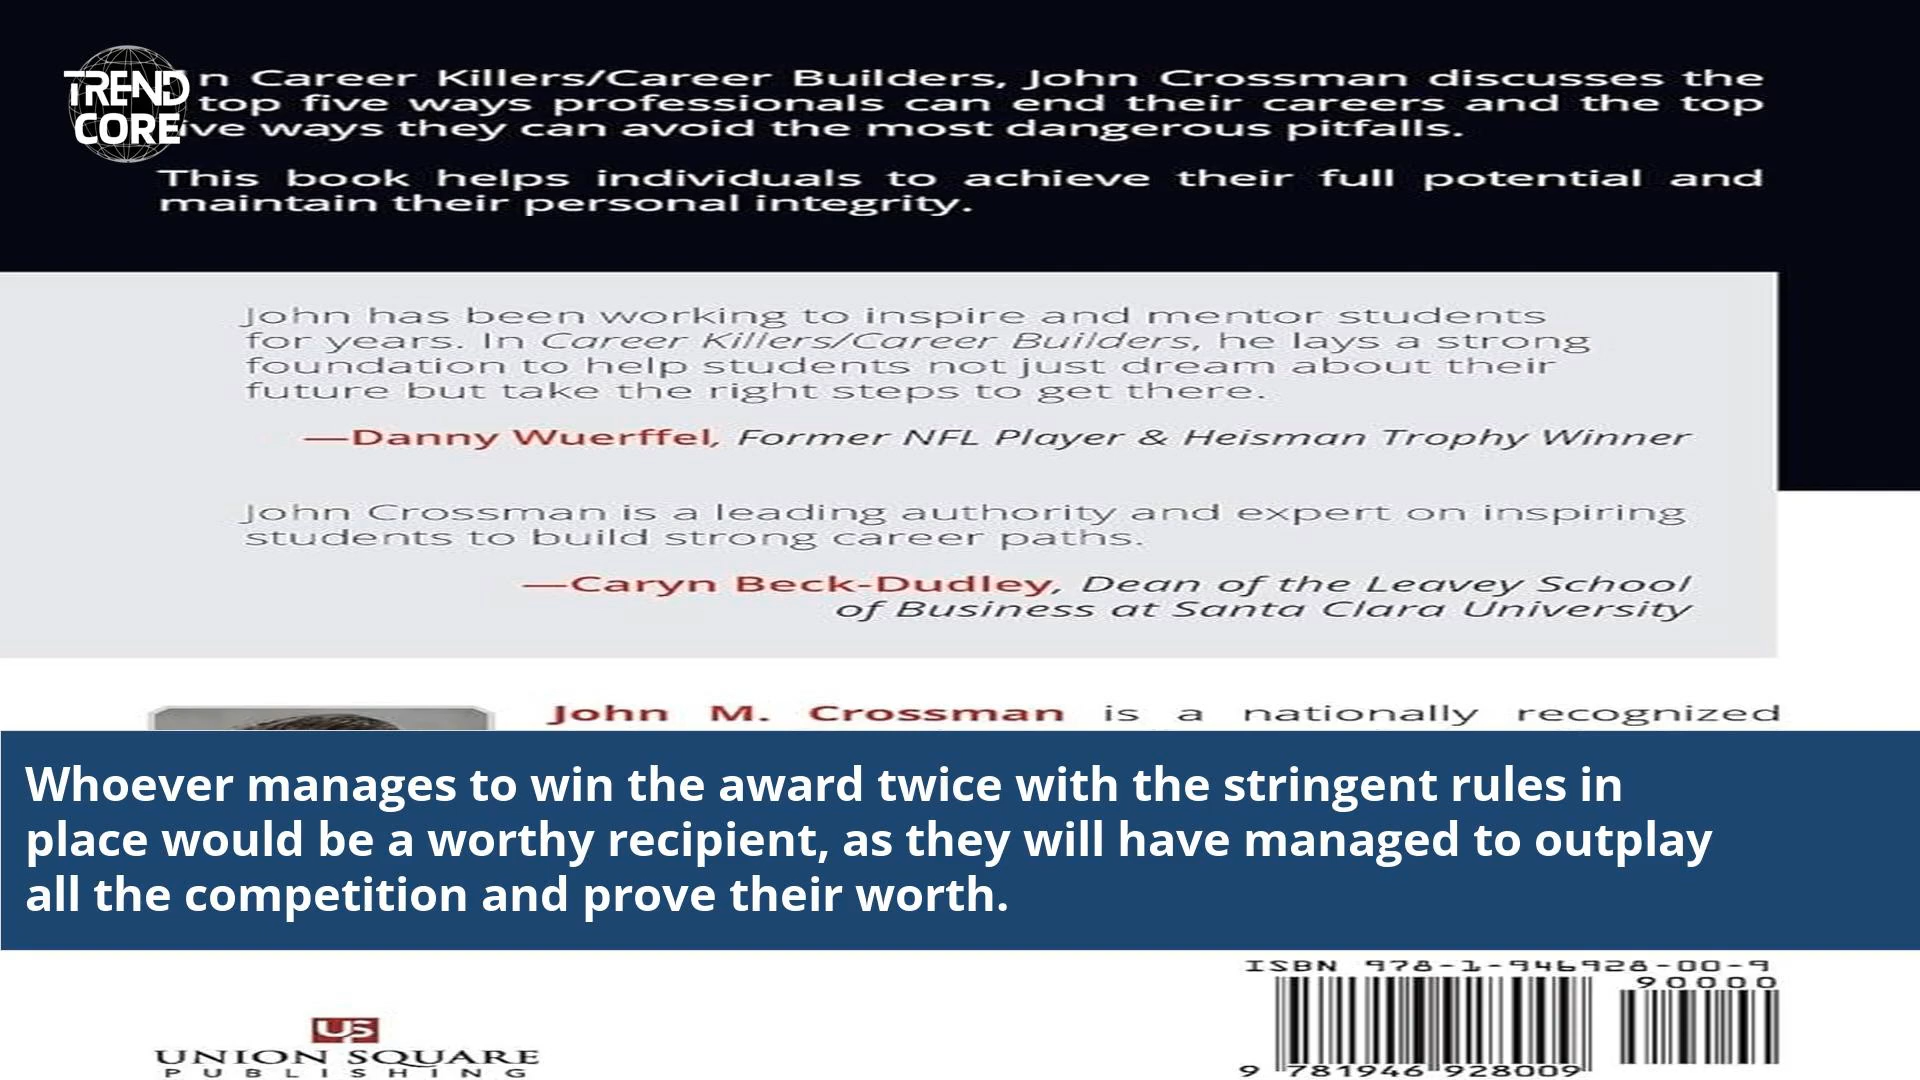 TREND
CORE
n Career Killers/Career Builders, John Crossman discusses the
top five ways professionals can end their careers and the top
ive ways they can avoid the most dangerous pitfalls.
This book helps individuals to achieve their full potential and
maintain their personal integrity.
John has been working to inspire and mentor students
for years. In Career Killers/Career Builders, he lays a strong
foundation to help students not just dream about their
future but take the right steps to get there.
—Danny Wuerffel, Former NFL Player & Heisman Trophy Winner
John Crossman is a leading authority and expert on inspiring
students to build strong career paths.
—Caryn Beck-Dudley, Dean of the Leavey School
of Business at Santa Clara University
John M. Crossman is a nationally recognized
Whoever manages to win the award twice with the stringent rules in
place would be a worthy recipient, as they will have managed to outplay
all the competition and prove their worth.
ISBN 978-1-946928-00-9
90000
9 781946 928009
US
UNION SQUARE
PUBLISHING